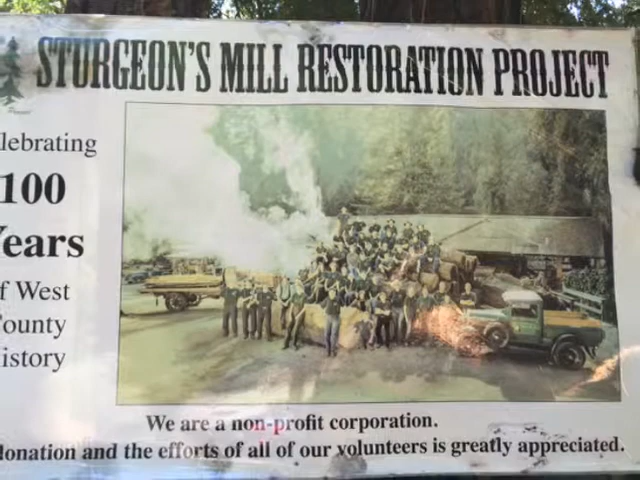 STURGEON'S MILL RESTORATION PROJECT
lebrating
100
Years
f West
ounty
istory
We are a non-profit corporation.
donation and the efforts of all of our volunteers is greatly appreciated.